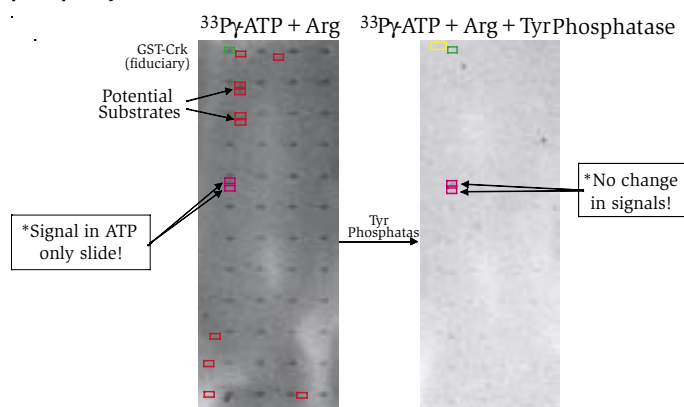 ³³Pγ-ATP + Arg
³³Pγ-ATP + Arg + Tyr Phosphatase
GST-Crk
(fiduciary)
Potential
Substrates
*Signal in ATP
only slide!
Tyr
Phosphatas
*No change
in signals!